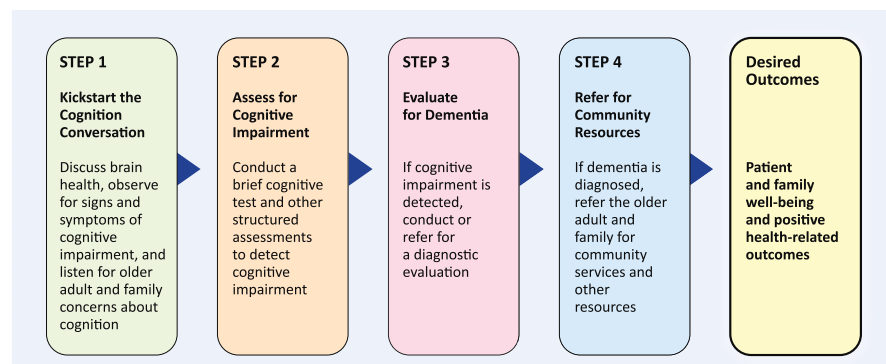 STEP 1
Kickstart the
Cognition
Conversation
Discuss brain
health, observe
for signs and
symptoms of
cognitive
impairment, and
listen for older
adult and family
concerns about
cognition
STEP 2
Assess for
Cognitive
Impairment
Conduct a
brief cognitive
test and other
structured
assessments
to detect
cognitive
impairment
STEP 3
Evaluate
for Dementia
If cognitive
impairment is
detected,
conduct or
refer for
a diagnostic
evaluation
STEP 4
Refer for
Community
Resources
If dementia is
diagnosed,
refer the older
adult and
family for
community
services and
other
resources
Desired
Outcomes
Patient
and family
well-being
and positive
health-related
outcomes